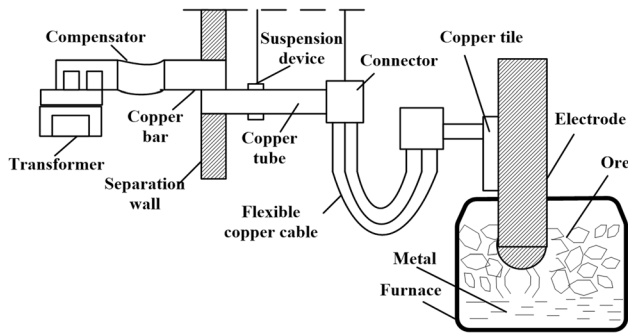 Compensator
Suspension
device
Connector
Copper tile
Copper
bar
Copper
tube
Electrode
Transformer
Separation
wall
Flexible
copper cable
Ore
Metal
Furnace